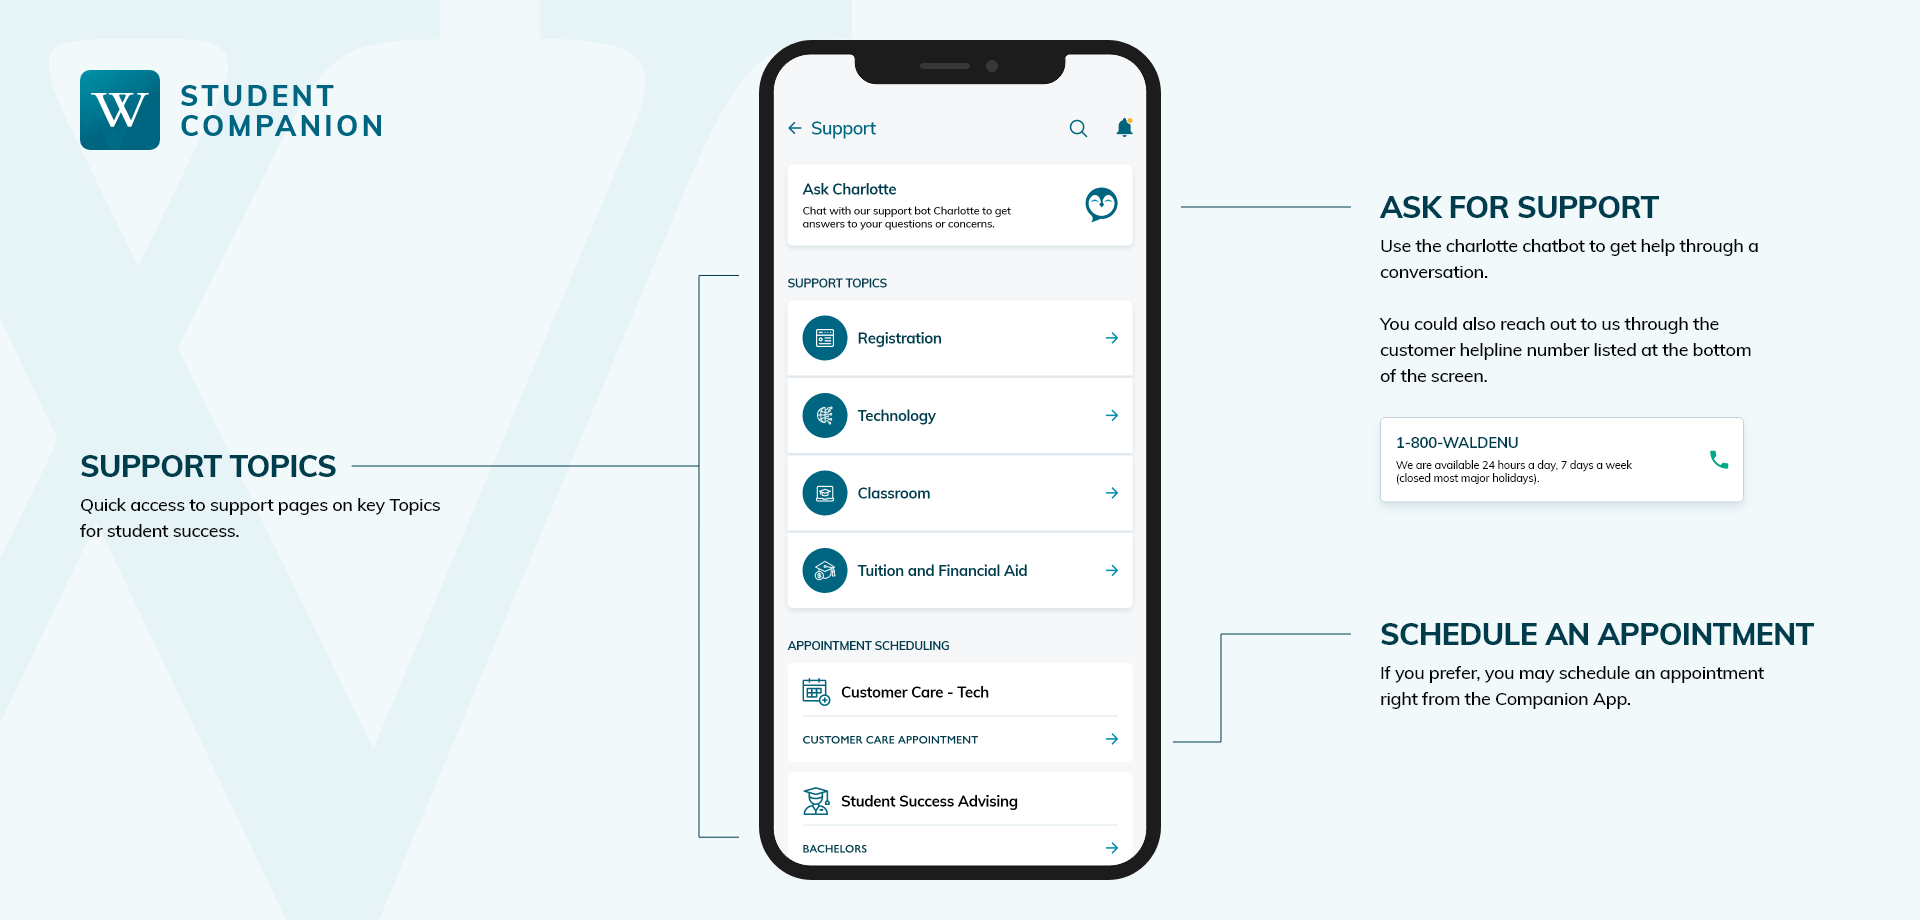 W
STUDENT
COMPANION
SUPPORT TOPICS
Quick access to support pages on key Topics
for student success.
Support
Ask Charlotte
Chat with our support bot Charlotte to get
answers to your questions or concerns.
SUPPORT TOPICS
Registration
Technology
Classroom
Tuition and Financial Aid
APPOINTMENT SCHEDULING
Customer Care - Tech
CUSTOMER CARE APPOINTMENT
Student Success Advising
BACHELORS
ASK FOR SUPPORT
Use the charlotte chatbot to get help through a
conversation.
You could also reach out to us through the
customer helpline number listed at the bottom
of the screen.
1-800-WALDENU
We are available 24 hours a day, 7 days a week
(closed most major holidays).
SCHEDULE AN APPOINTMENT
If you prefer, you may schedule an appointment
right from the Companion App.